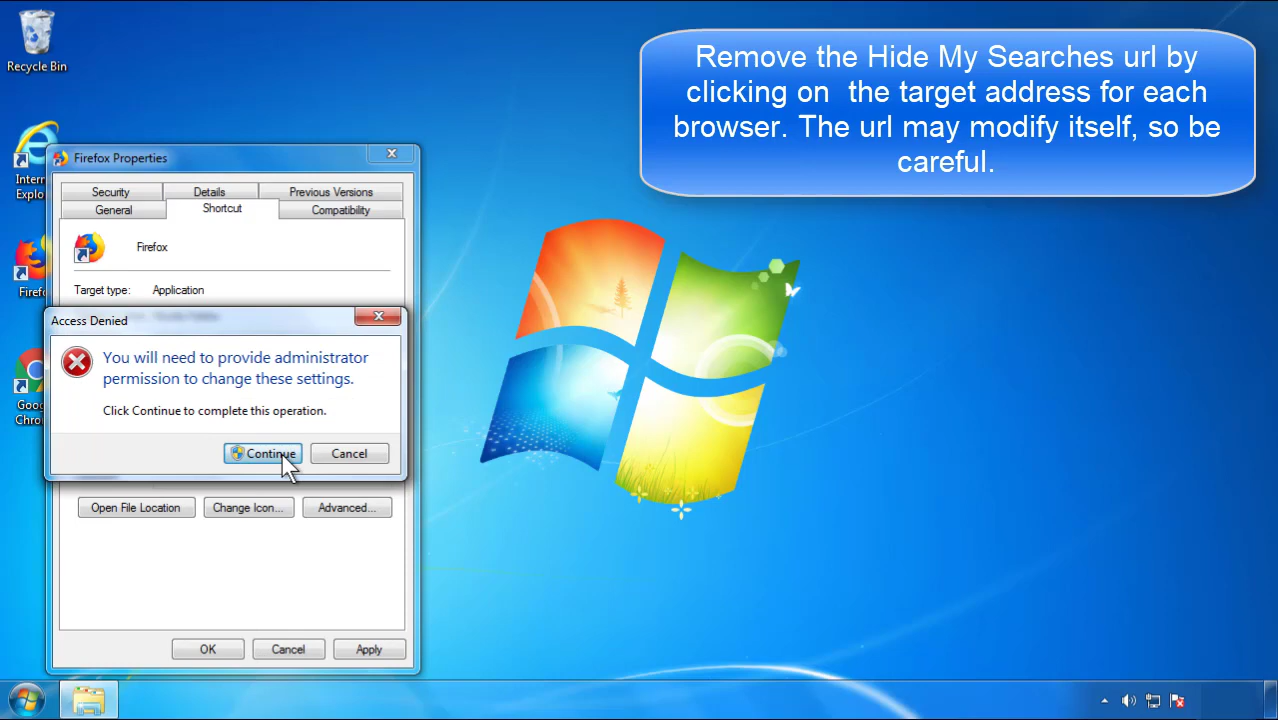 Recycle Bin
Remove the Hide My Searches url by
clicking on  the target address for each
browser. The url may modify itself, so be
careful.
Intern
Explo
Firefo
Goo
Chro
Firefox Properties
Security
Details
Previous Versions
General
Shortcut
Compatibility
Firefox
Target type:
Application
Access Denied
You will need to provide administrator
permission to change these settings.
Click Continue to complete this operation.
Continue
Cancel
Open File Location
Change Icon...
Advanced...
OK
Cancel
Apply